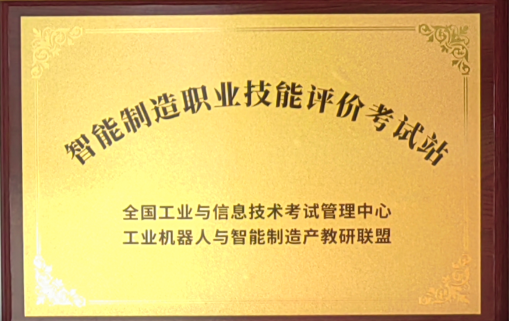 智能制造职业技能评价考试站
全国工业与信息技术考试管理中心
工业机器人与智能制造产教研联盟